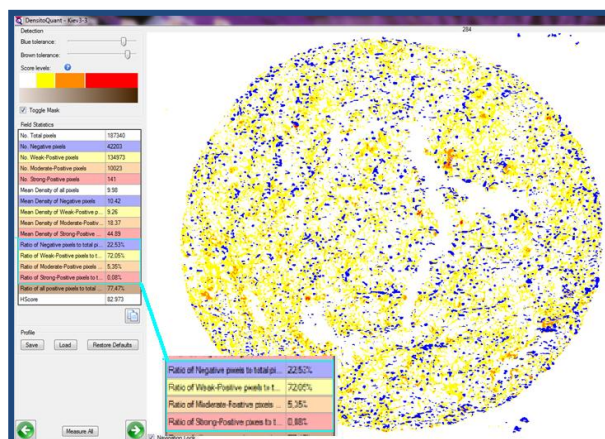 DensitoQuant - Kiev3-1
284
Detection
Blue tolerance:
Brown tolerance:
Score levels:
Toggle Mask
Field Statistics
No. Total pixels 187340
No. Negative pixels 42203
No. Weak-Positive pixels 134973
No. Moderate-Positive pixels 10023
No. Strong-Positive pixels 141
Mean Density of all pixels 9.98
Mean Density of Negative pixels 10.42
Mean Density of Weak-Positive p... 9.26
Mean Density of Moderate-Positiv... 18.37
Mean Density of Strong-Positive ... 44.89
Ratio of Negative pixels to total pi... 22,53%
Ratio of Weak-Positive pixels to t... 72,05%
Ratio of Moderate-Positive pixels ... 5,35%
Ratio of Strong-Positive pixels to t... 0,08%
Ratio of all positive pixels to total ... 77,47%
HScore 82.973
Profile
Save Load Restore Defaults
Ratio of Negative pixels to total pi... 22,53%
Ratio of Weak-Positive pixels to t... 72,05%
Ratio of Moderate-Positive pixels ... 5,35%
Ratio of Strong-Positive pixels to t... 0,08%
Measure All
Navigation Lock